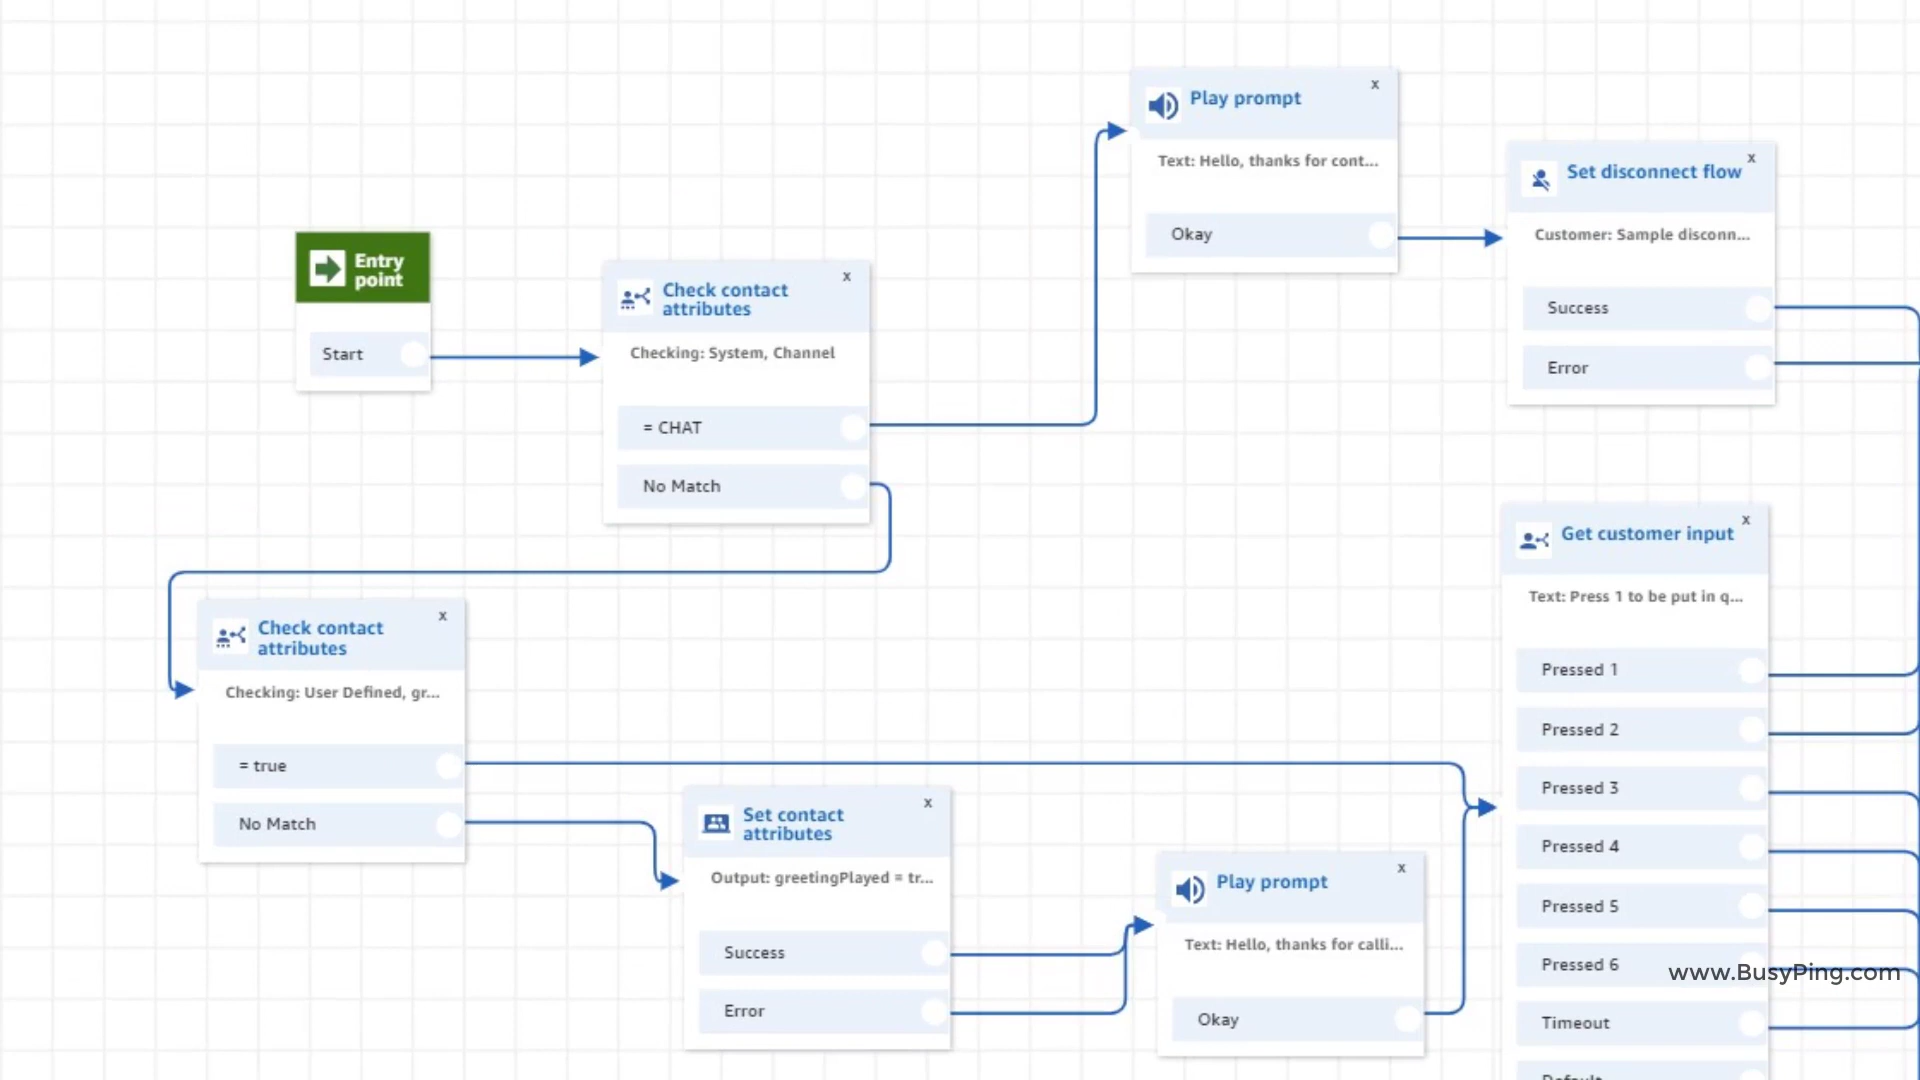 Play prompt
x
Text: Hello, thanks for cont...
Okay
Set disconnect flow
x
Customer: Sample disconn...
Success
Error
Entry
point
Start
Check contact
attributes
x
Checking: System, Channel
= CHAT
No Match
Get customer input
x
Text: Press 1 to be put in q...
Pressed 1
Pressed 2
Pressed 3
Pressed 4
Pressed 5
Pressed 6
Timeout
Default
Check contact
attributes
x
Checking: User Defined, gr...
= true
No Match
Set contact
attributes
x
Output: greetingPlayed = tr...
Success
Error
Play prompt
x
Text: Hello, thanks for calli...
Okay
www.BusyPing.com